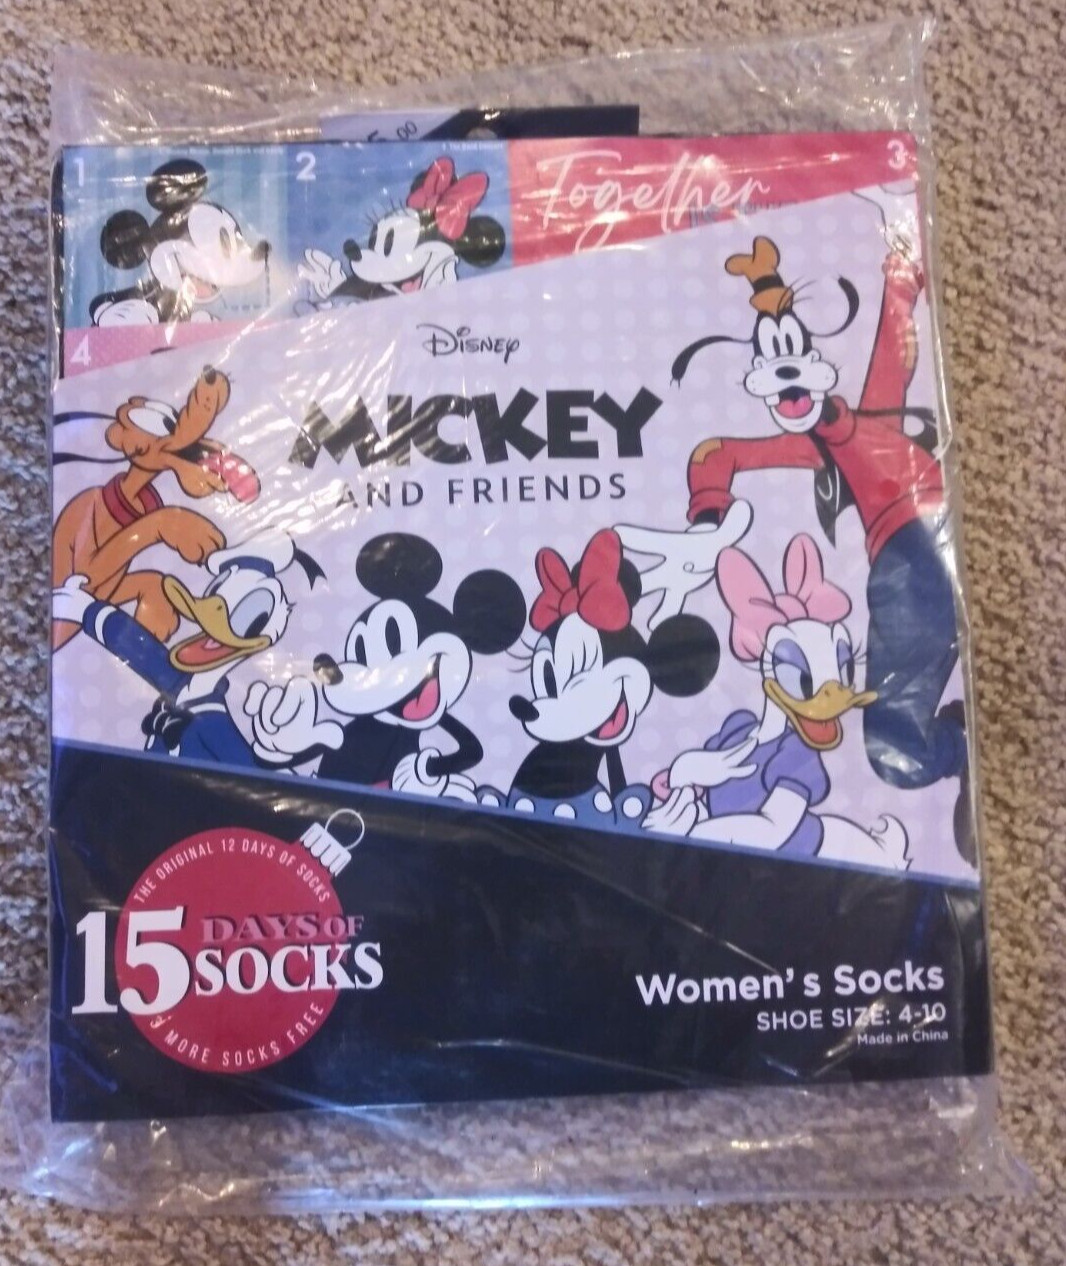 1
2
Together
3
4
Disney
MICKEY
AND FRIENDS
THE ORIGINAL 12 DAYS OF SOCKS
15 DAYS OF
SOCKS
3 MORE SOCKS FREE
Women's Socks
SHOE SIZE: 4-10
Made in China